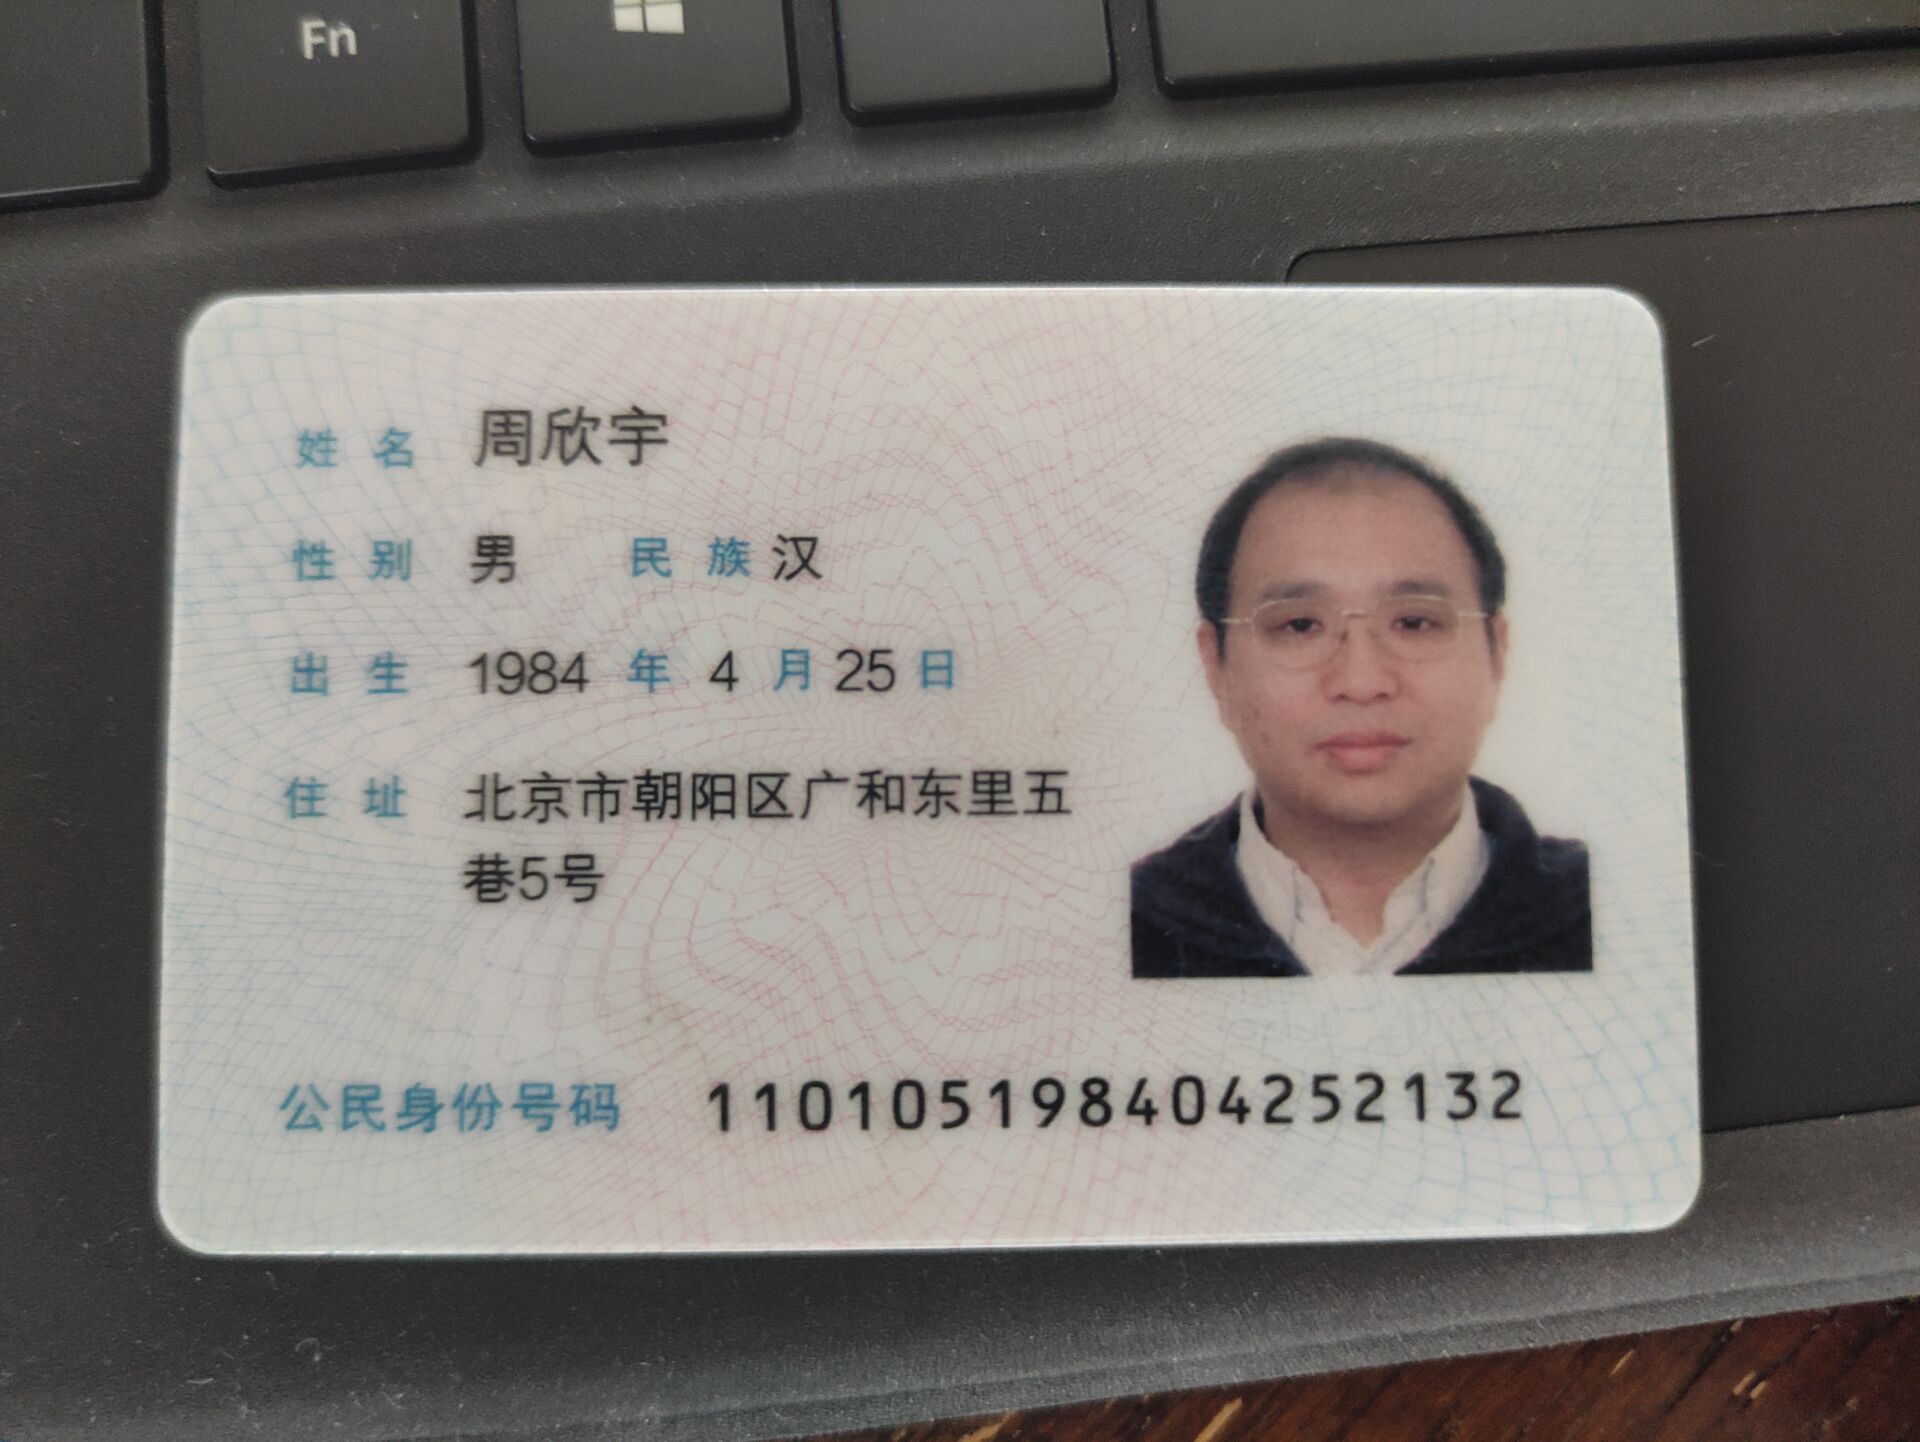 Fn
姓名 周欣宇
性别 男 民族 汉
出生 1984 年 4 月 25 日
住址 北京市朝阳区广和东里五
巷5号
公民身份号码 110105198404252132